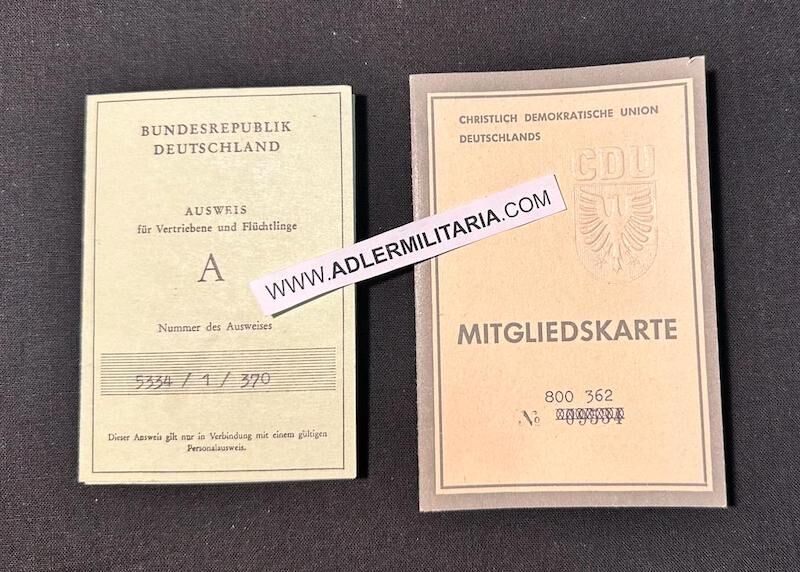 BUNDESREPUBLIK
DEUTSCHLAND
AUSWEIS
für Vertriebene und Flüchtlinge
A
Nummer des Ausweises
5334 / 1 / 370
Dieser Ausweis gilt nur in Verbindung mit einem gültigen
Personalausweis.
WWW.ADLERMILITARIA.COM
CHRISTLICH DEMOKRATISCHE UNION
DEUTSCHLANDS
CDU
MITGLIEDSKARTE
800 362
No